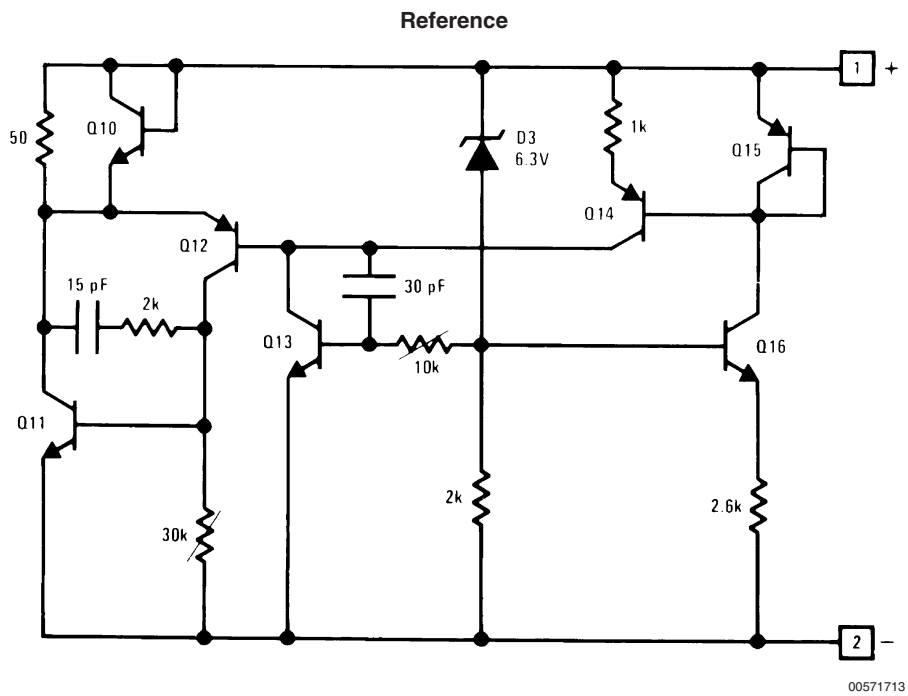 Reference
1 +
50
Q10
D3
6.3V
1k
Q15
Q14
Q12
15 pF
2k
30 pF
Q13
10k
Q16
Q11
30k
2k
2.6k
2 −
00571713